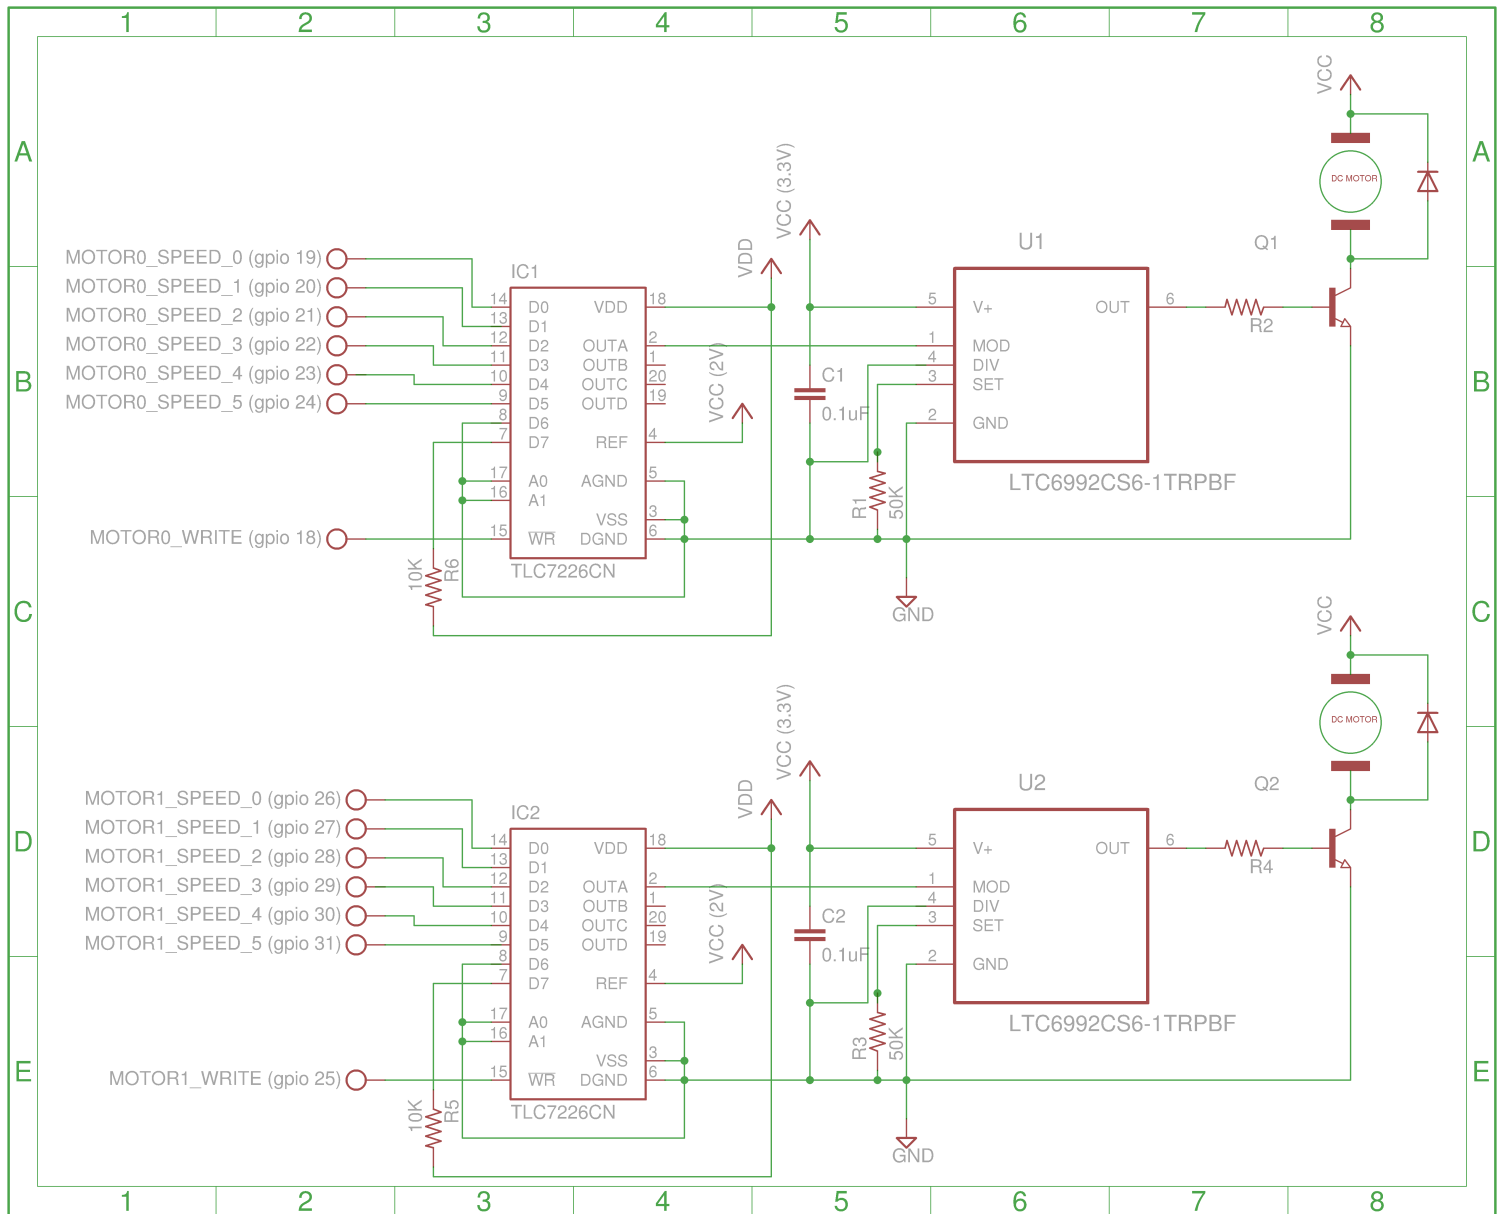 1 2 3 4 5 6 7 8
A A
B B
C C
D D
E E
VCC
DC MOTOR
VCC (3.3V)
VDD
U1
Q1
MOTOR0_SPEED_0 (gpio 19)
MOTOR0_SPEED_1 (gpio 20)
MOTOR0_SPEED_2 (gpio 21)
MOTOR0_SPEED_3 (gpio 22)
MOTOR0_SPEED_4 (gpio 23)
MOTOR0_SPEED_5 (gpio 24)
MOTOR0_WRITE (gpio 18)
IC1
14 D0 VDD 18
13 D1
12 D2 OUTA 2
11 D3 OUTB 1
10 D4 OUTC 20
9 D5 OUTD 19
8 D6
7 D7 REF 4
17 A0 AGND 5
16 A1
VSS 3
15 WR DGND 6
TLC7226CN
10K
R6
VCC (2V)
C1
0.1uF
R1
50K
5 V+ OUT 6
1 MOD
4 DIV
3 SET
2 GND
LTC6992CS6-1TRPBF
R2
GND
VCC
DC MOTOR
VCC (3.3V)
VDD
U2
Q2
MOTOR1_SPEED_0 (gpio 26)
MOTOR1_SPEED_1 (gpio 27)
MOTOR1_SPEED_2 (gpio 28)
MOTOR1_SPEED_3 (gpio 29)
MOTOR1_SPEED_4 (gpio 30)
MOTOR1_SPEED_5 (gpio 31)
MOTOR1_WRITE (gpio 25)
IC2
14 D0 VDD 18
13 D1
12 D2 OUTA 2
11 D3 OUTB 1
10 D4 OUTC 20
9 D5 OUTD 19
8 D6
7 D7 REF 4
17 A0 AGND 5
16 A1
VSS 3
15 WR DGND 6
TLC7226CN
10K
R5
VCC (2V)
C2
0.1uF
R3
50K
5 V+ OUT 6
1 MOD
4 DIV
3 SET
2 GND
LTC6992CS6-1TRPBF
R4
GND
1 2 3 4 5 6 7 8